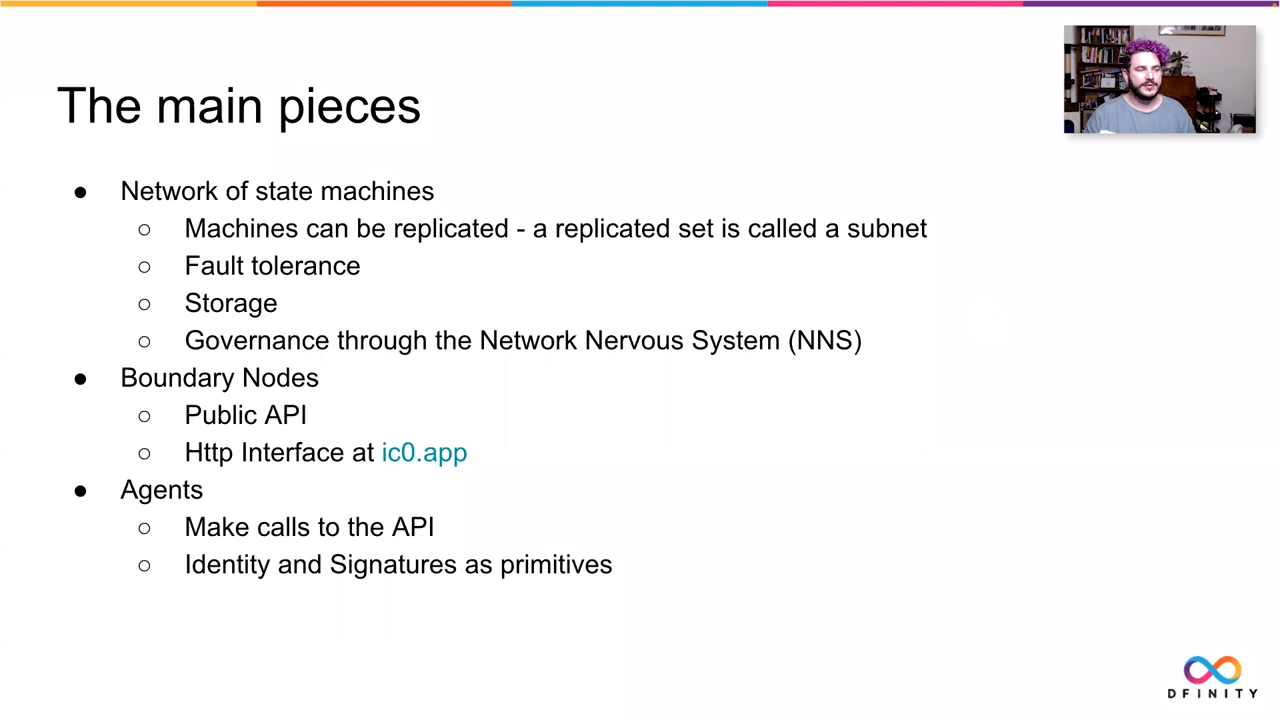 The main pieces
● Network of state machines
○ Machines can be replicated - a replicated set is called a subnet
○ Fault tolerance
○ Storage
○ Governance through the Network Nervous System (NNS)
● Boundary Nodes
○ Public API
○ Http Interface at ic0.app
● Agents
○ Make calls to the API
○ Identity and Signatures as primitives
DFINITY